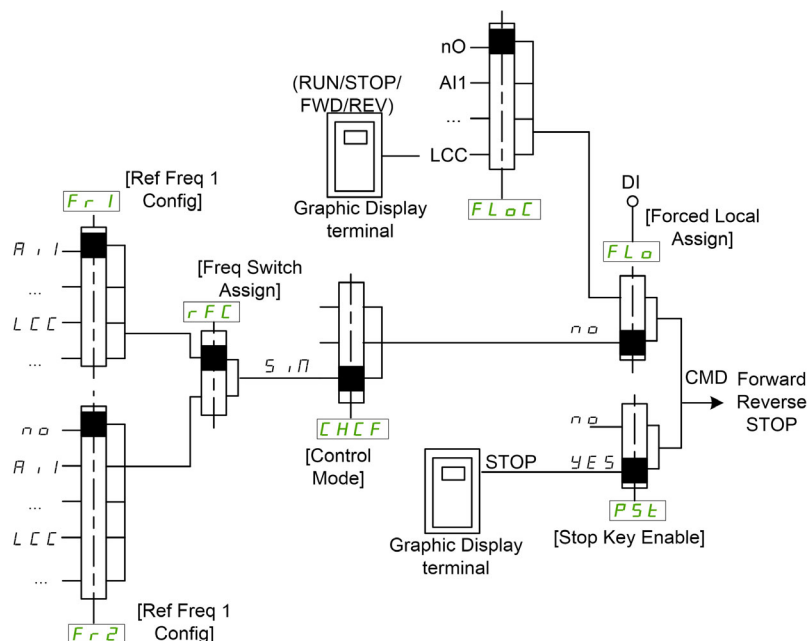 nO
AI1
...
LCC
(RUN/STOP/
FWD/REV)
Graphic Display
terminal
FLoC
DI
[Forced Local
Assign]
FLo
[Ref Freq 1
Config]
Fr1
Ai1
...
LCC
...
[Freq Switch
Assign]
rFC
SiM
no
CHCF
[Control
Mode]
no
Ai1
...
LCC
...
Fr2
[Ref Freq 1
Config]
STOP
Graphic Display
terminal
no
YES
PSt
[Stop Key Enable]
CMD
Forward
Reverse
STOP